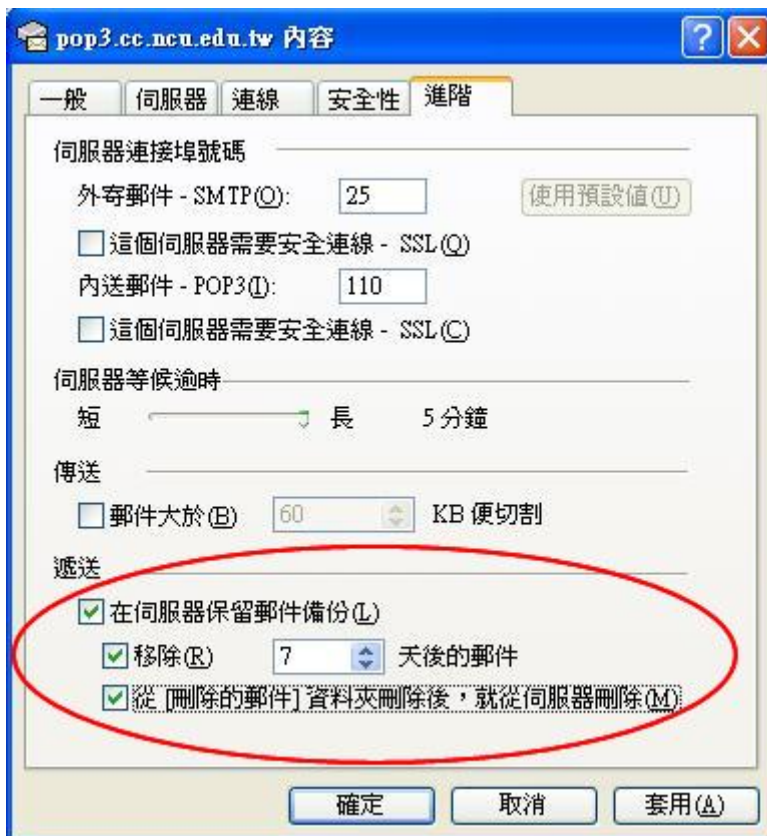 pop3.cc.ncu.edu.tw 內容
一般 伺服器 連線 安全性 進階
伺服器連接埠號碼
外寄郵件 - SMTP(O): 25 使用預設值(U)
這個伺服器需要安全連線 - SSL(Q)
內送郵件 - POP3(I): 110
這個伺服器需要安全連線 - SSL(C)
伺服器等候逾時
短 長 5 分鐘
傳送
郵件大於(B) 60 KB 便切割
遞送
在伺服器保留郵件備份(L)
移除(R) 7 天後的郵件
從 [刪除的郵件] 資料夾刪除後，就從伺服器刪除(M)
確定 取消 套用(A)